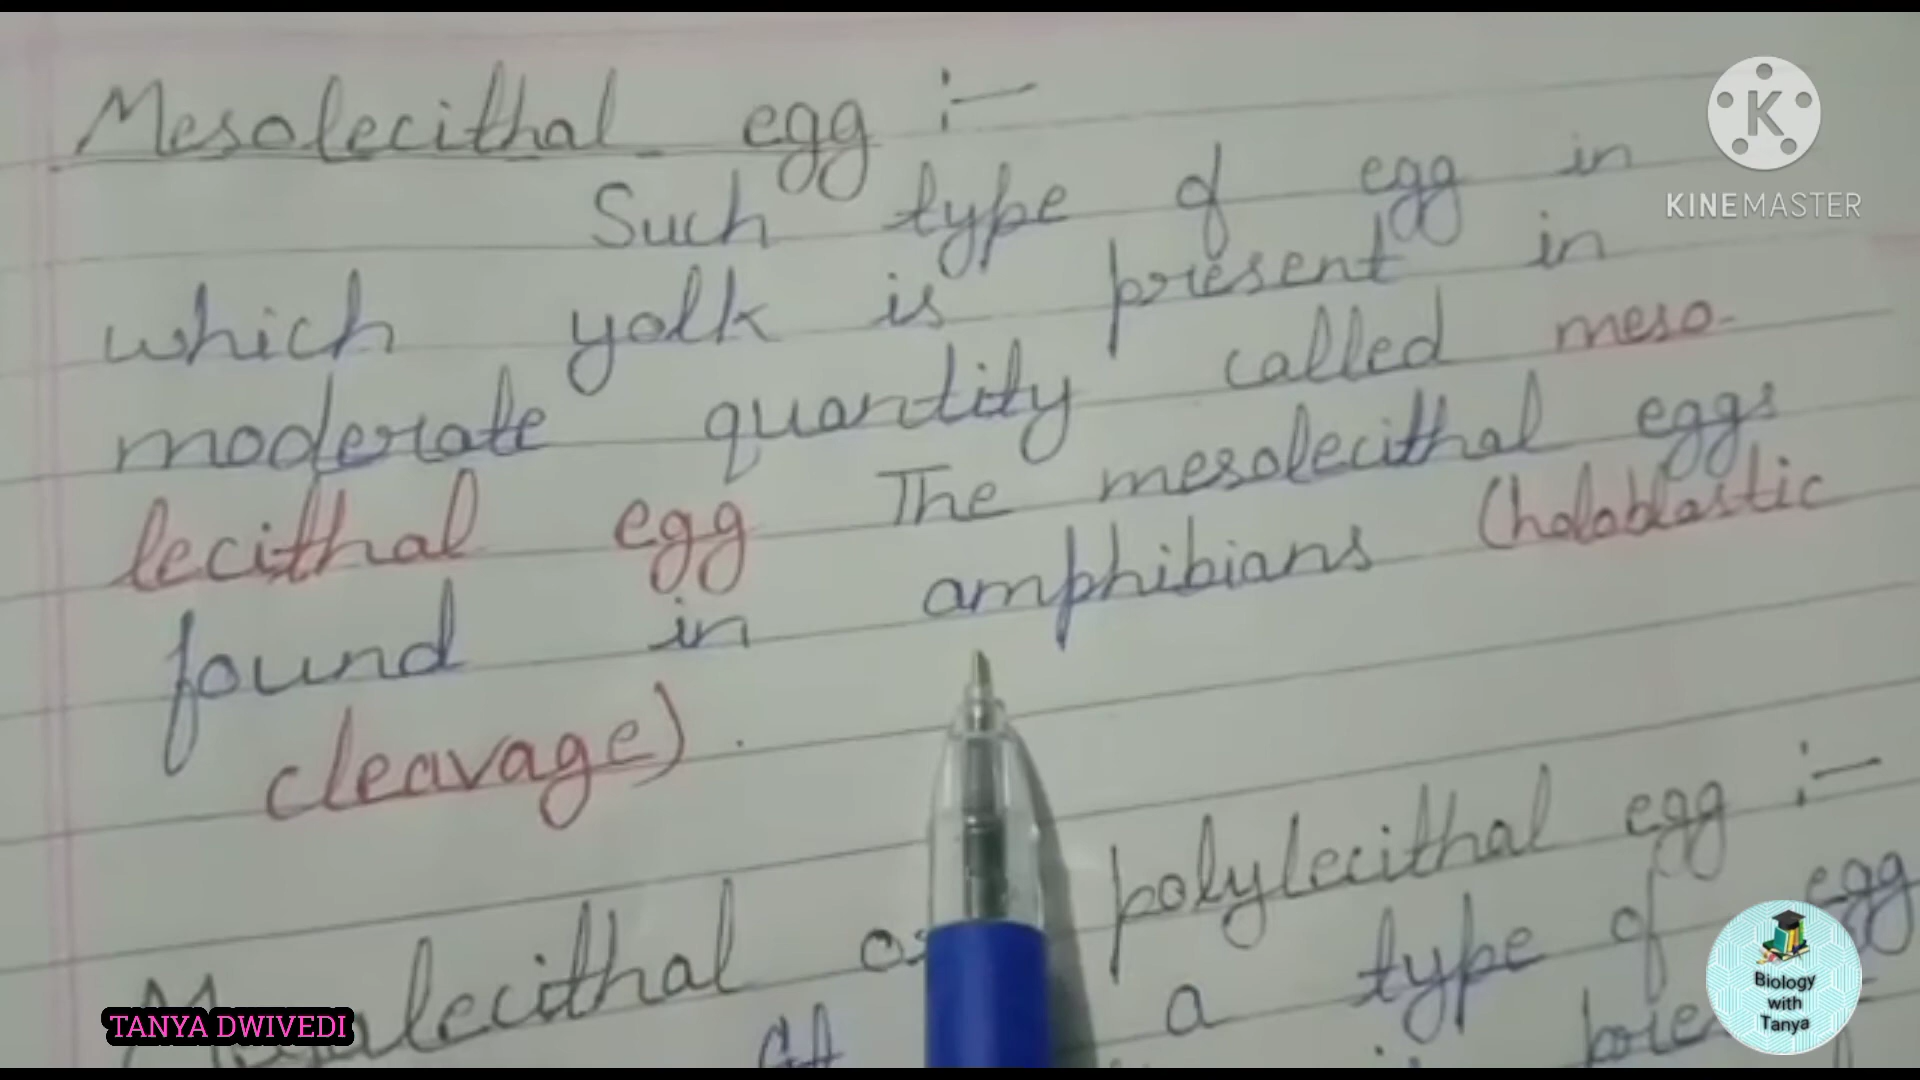 Mesolecithal egg :-
Such type of egg in
which yolk is present in
moderate quantity called meso-
lecithal egg The mesolecithal eggs
found in amphibians (holoblastic
cleavage).
polylecithal egg :-
a type of egg
KINEMASTER
TANYA DWIVEDI
Biology
with
Tanya